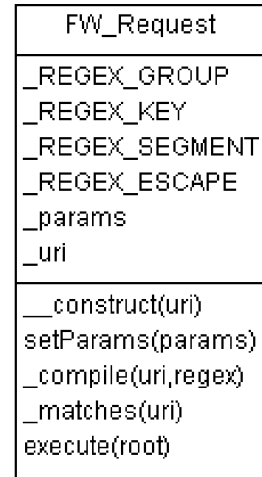 FW_Request
_REGEX_GROUP
_REGEX_KEY
_REGEX_SEGMENT
_REGEX_ESCAPE
_params
_uri
__construct(uri)
setParams(params)
_compile(uri,regex)
_matches(uri)
execute(root)